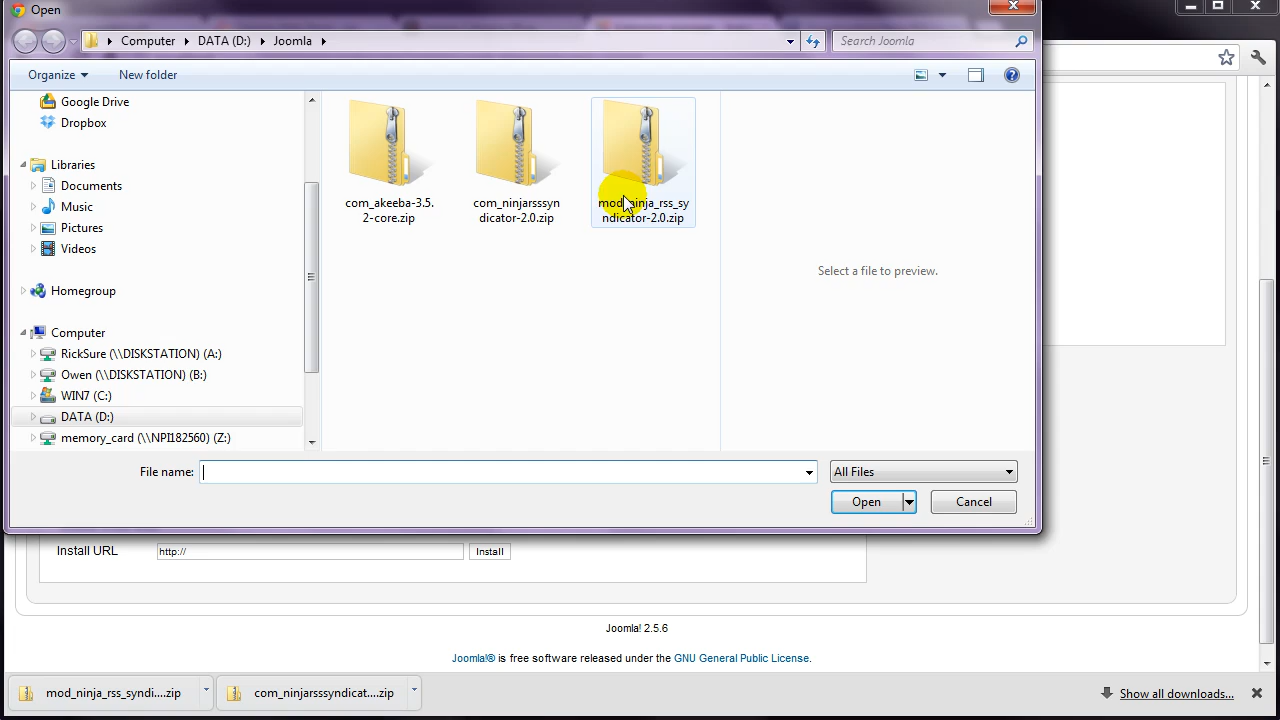 Open
Computer DATA (D:) Joomla
Search Joomla
Organize New folder
Google Drive
Dropbox
Libraries
Documents
Music
Pictures
Videos
Homegroup
Computer
RickSure (\\DISKSTATION) (A:)
Owen (\\DISKSTATION) (B:)
WIN7 (C:)
DATA (D:)
memory_card (\\NPI182560) (Z:)
com_akeeba-3.5.
2-core.zip
com_ninjarsssyn
dicator-2.0.zip
mod_ninja_rss_sy
ndicator-2.0.zip
Select a file to preview.
File name:
All Files
Open
Cancel
Install URL http:// Install
Joomla! 2.5.6
Joomla!® is free software released under the GNU General Public License.
mod_ninja_rss_syndi....zip
com_ninjarsssyndicat....zip
Show all downloads...